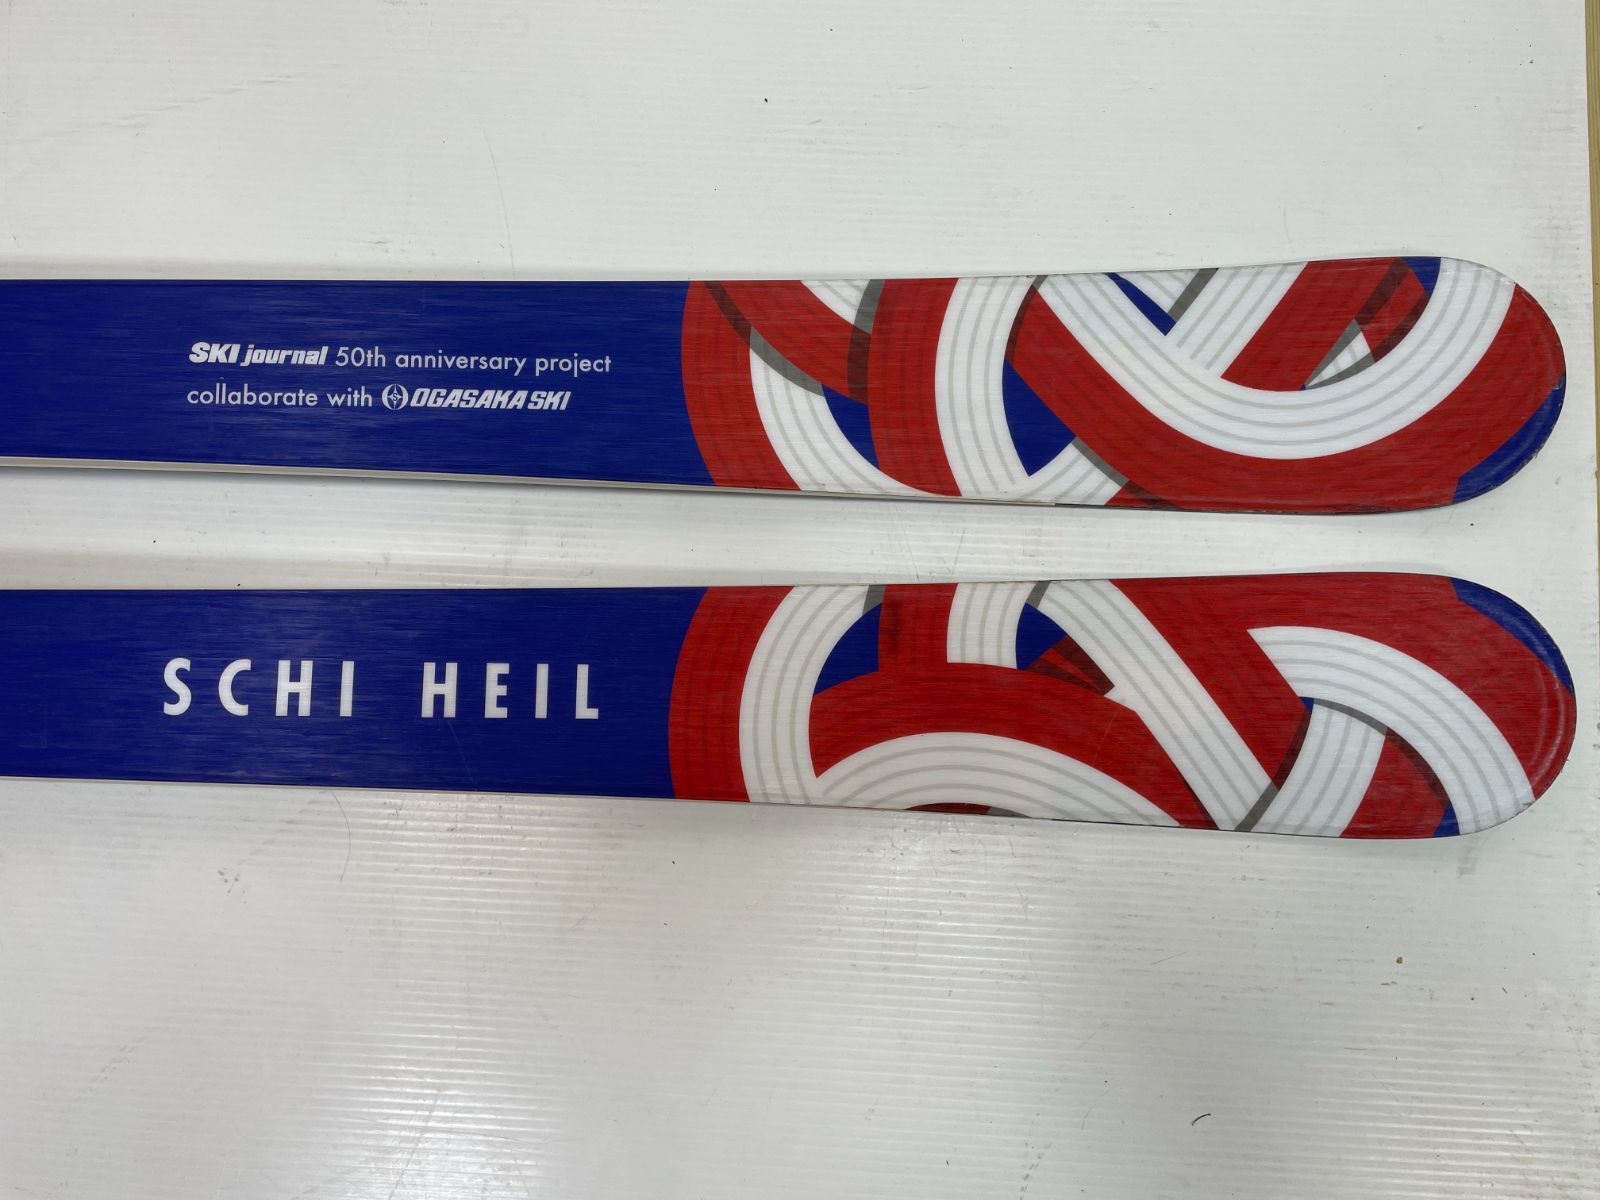 SKI journal 50th anniversary project
collaborate with OGASAKA SKI
SCHI HEIL